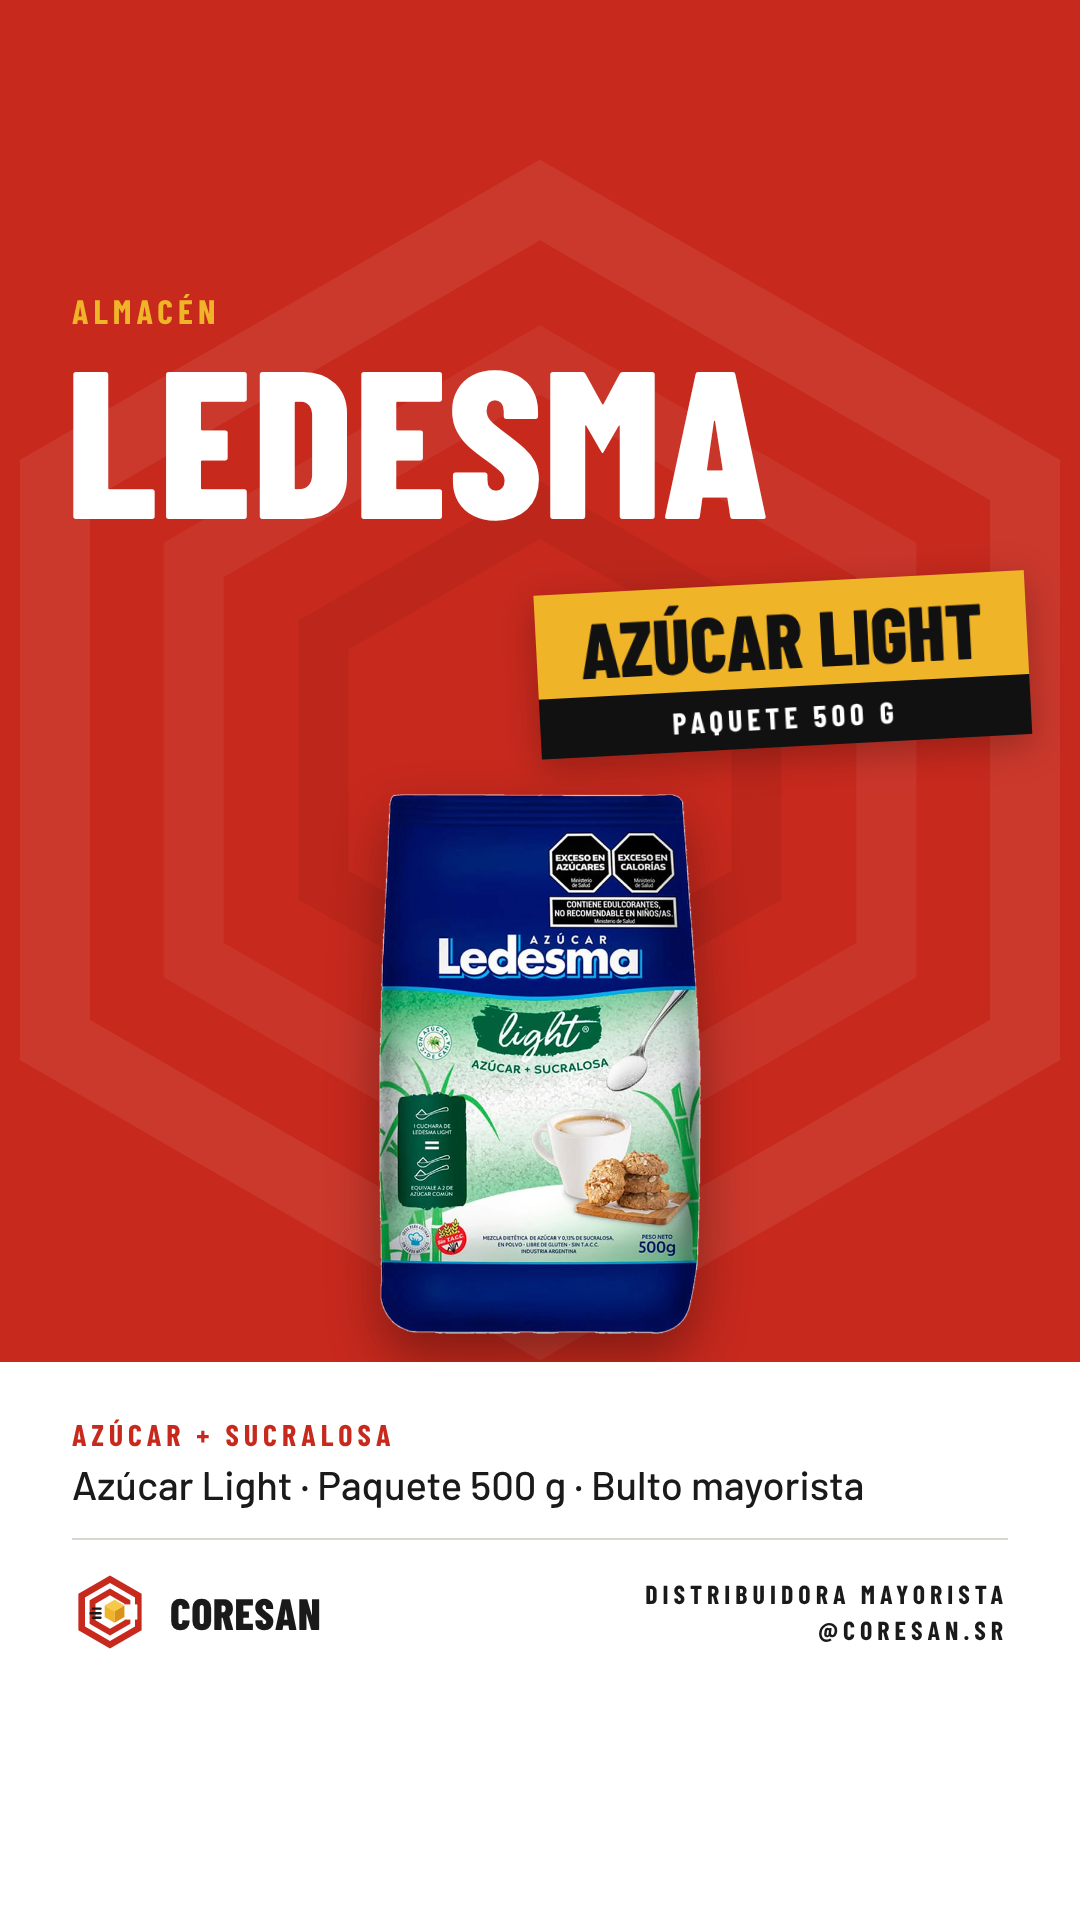 ALMACÉN
LEDESMA
AZÚCAR LIGHT
PAQUETE 500 G
EXCESO EN
AZÚCARES
Ministerio
de Salud
EXCESO EN
CALORÍAS
Ministerio
de Salud
CONTIENE EDULCORANTES,
NO RECOMENDABLE EN NIÑOS/AS.
Ministerio de Salud
AZÚCAR
Ledesma
light®
AZÚCAR + SUCRALOSA
1 CUCHARA DE
LEDESMA LIGHT
=
EQUIVALE A 2 DE
AZÚCAR COMÚN
Sin T.A.C.C.
MEZCLA DIETÉTICA DE AZÚCAR Y 0,13% DE SUCRALOSA,
EN POLVO - LIBRE DE GLUTEN - SIN T.A.C.C.
INDUSTRIA ARGENTINA
PESO NETO
500g
AZÚCAR + SUCRALOSA
Azúcar Light · Paquete 500 g · Bulto mayorista
CORESAN
DISTRIBUIDORA MAYORISTA
@CORESAN.SR